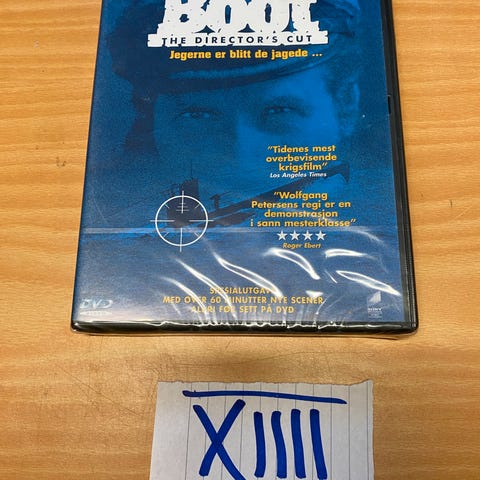 Boot
THE DIRECTOR'S CUT
Jegerne er blitt de jagede ...
"Tidenes mest
overbevisende
krigsfilm"
Los Angeles Times
"Wolfgang
Petersens regi er en
demonstrasjon
i sann mesterklasse"
★★★★
Roger Ebert
SPESIALUTGAVE
MED OVER 60 MINUTTER NYE SCENER
ALDRI FØR SETT PÅ DVD
DVD
XIIII